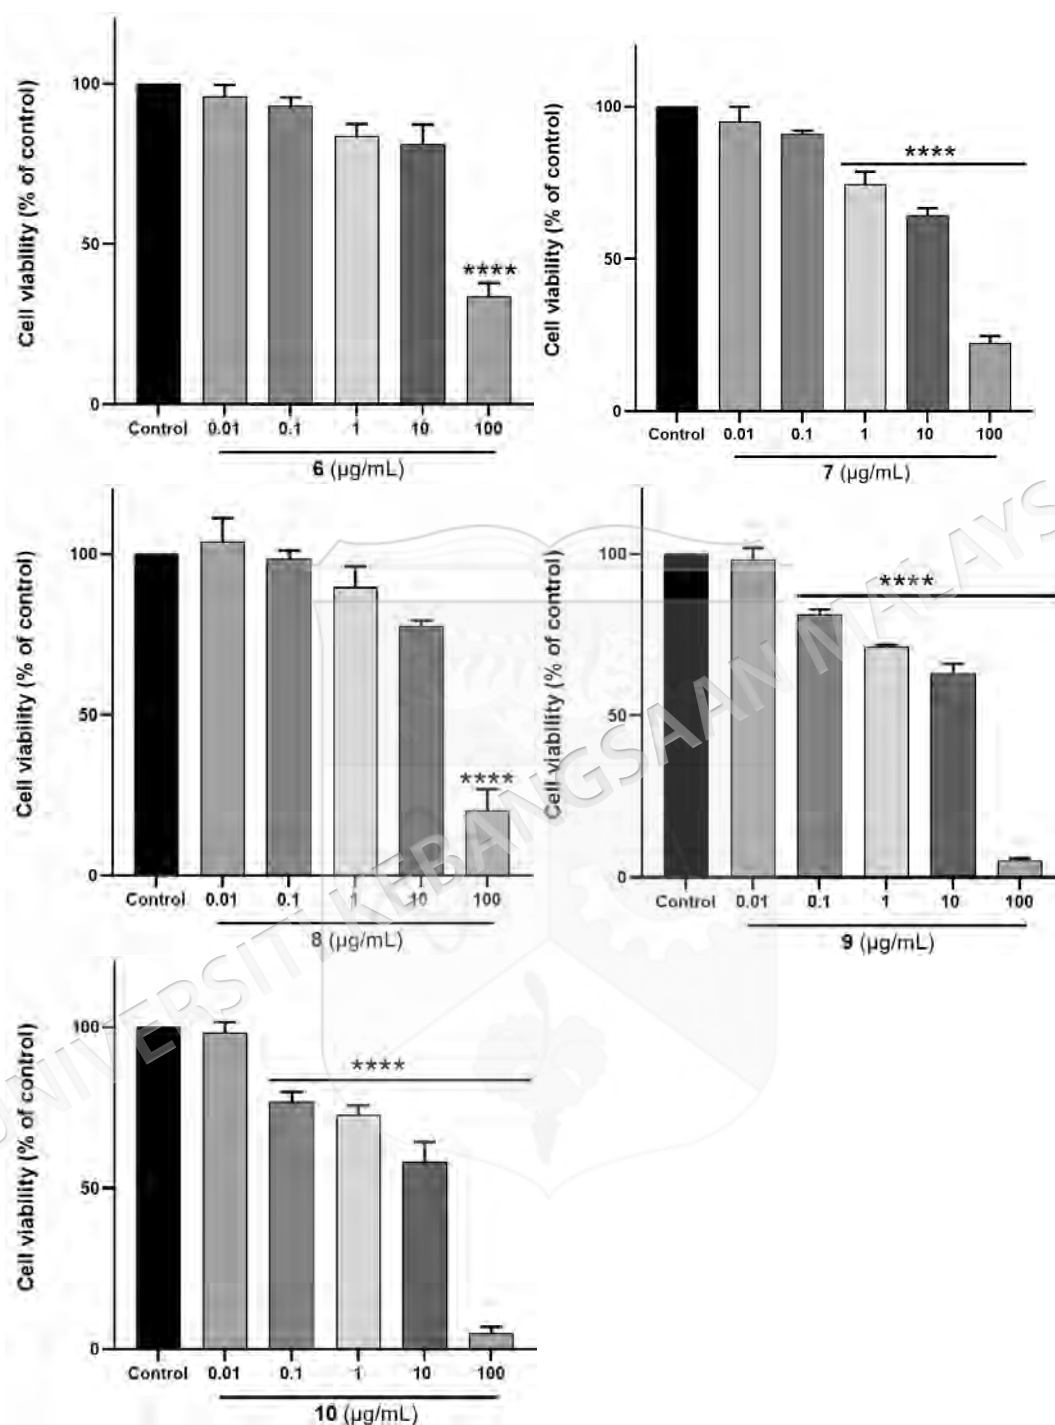 Cell viability (% of control)
100
50
0
****
Control 0.01 0.1 1 10 100
6 (µg/mL)
Cell viability (% of control)
100
50
0
****
Control 0.01 0.1 1 10 100
7 (µg/mL)
Cell viability (% of control)
100
50
0
****
Control 0.01 0.1 1 10 100
8 (µg/mL)
Cell viability (% of control)
100
50
0
****
Control 0.01 0.1 1 10 100
9 (µg/mL)
Cell viability (% of control)
100
50
0
****
Control 0.01 0.1 1 10 100
10 (µg/mL)
UNIVERSITI KEBANGSAAN MALAYS